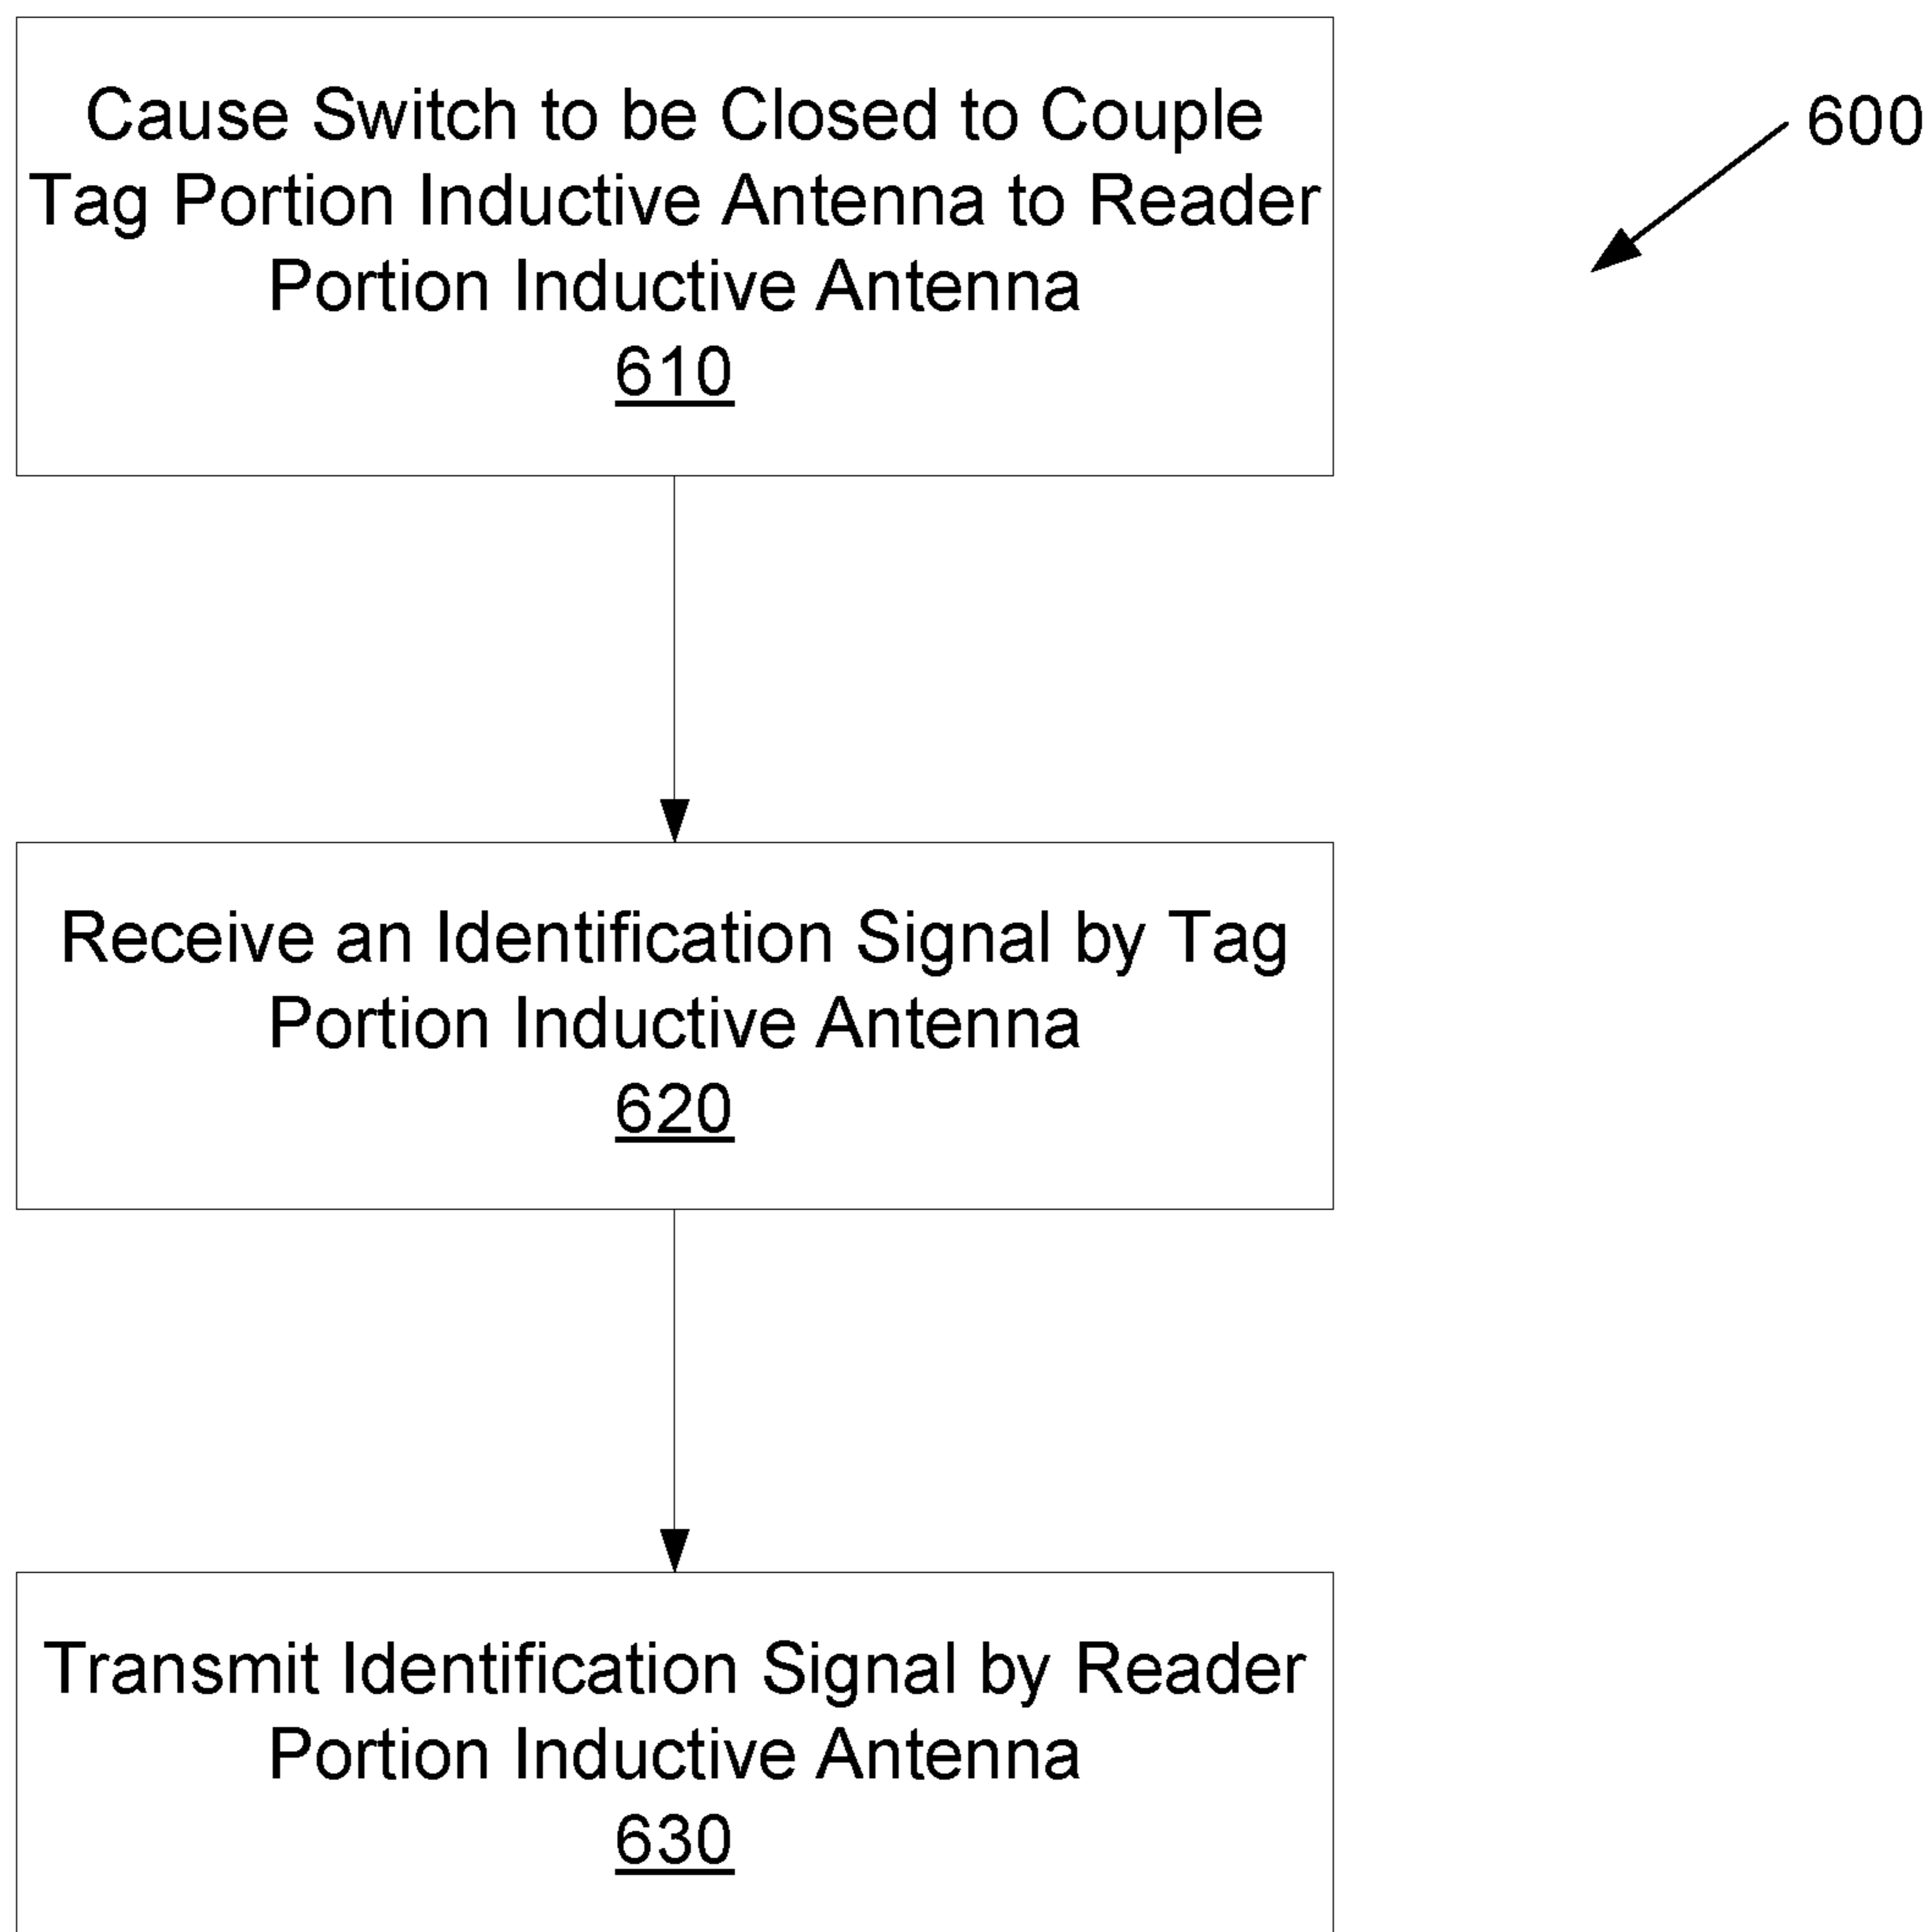 Cause Switch to be Closed to Couple
Tag Portion Inductive Antenna to Reader
Portion Inductive Antenna
610
600
Receive an Identification Signal by Tag
Portion Inductive Antenna
620
Transmit Identification Signal by Reader
Portion Inductive Antenna
630